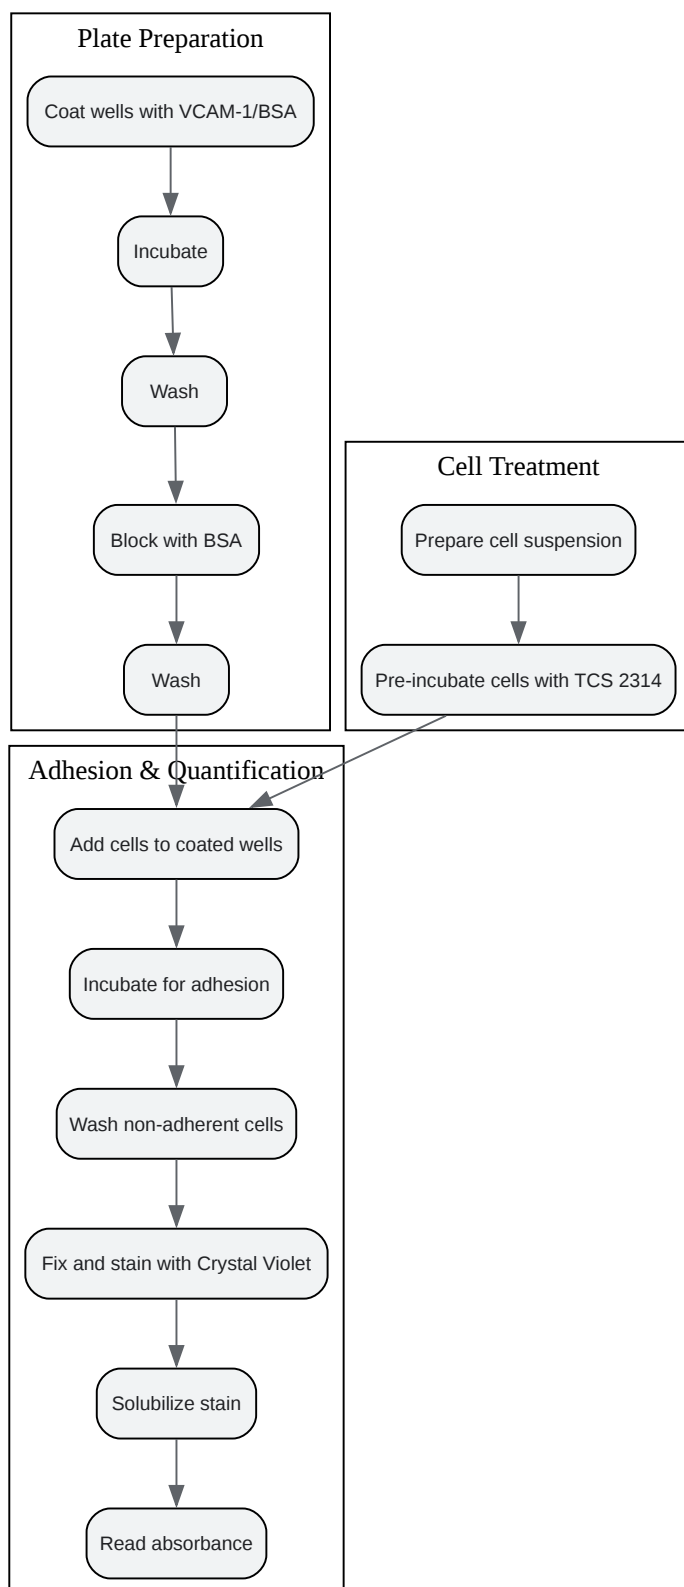 Plate Preparation
Coat wells with VCAM-1/BSA
Incubate
Wash
Block with BSA
Wash
Cell Treatment
Prepare cell suspension
Pre-incubate cells with TCS 2314
Adhesion & Quantification
Add cells to coated wells
Incubate for adhesion
Wash non-adherent cells
Fix and stain with Crystal Violet
Solubilize stain
Read absorbance